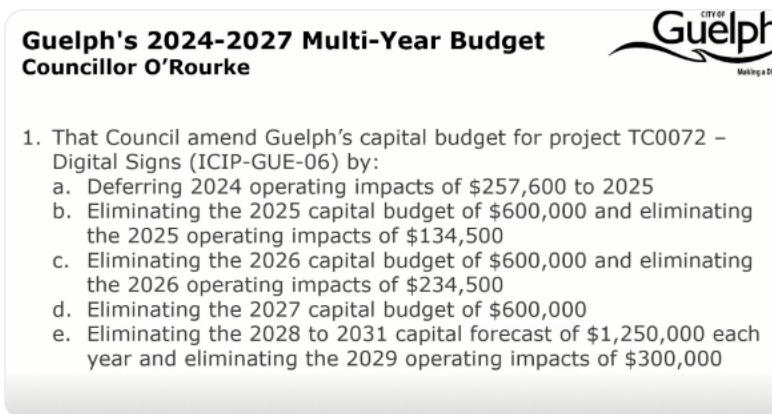 CITY OF
Guelph
Making a Di
Guelph's 2024-2027 Multi-Year Budget
Councillor O'Rourke
1. That Council amend Guelph's capital budget for project TC0072 –
Digital Signs (ICIP-GUE-06) by:
a. Deferring 2024 operating impacts of $257,600 to 2025
b. Eliminating the 2025 capital budget of $600,000 and eliminating
the 2025 operating impacts of $134,500
c. Eliminating the 2026 capital budget of $600,000 and eliminating
the 2026 operating impacts of $234,500
d. Eliminating the 2027 capital budget of $600,000
e. Eliminating the 2028 to 2031 capital forecast of $1,250,000 each
year and eliminating the 2029 operating impacts of $300,000